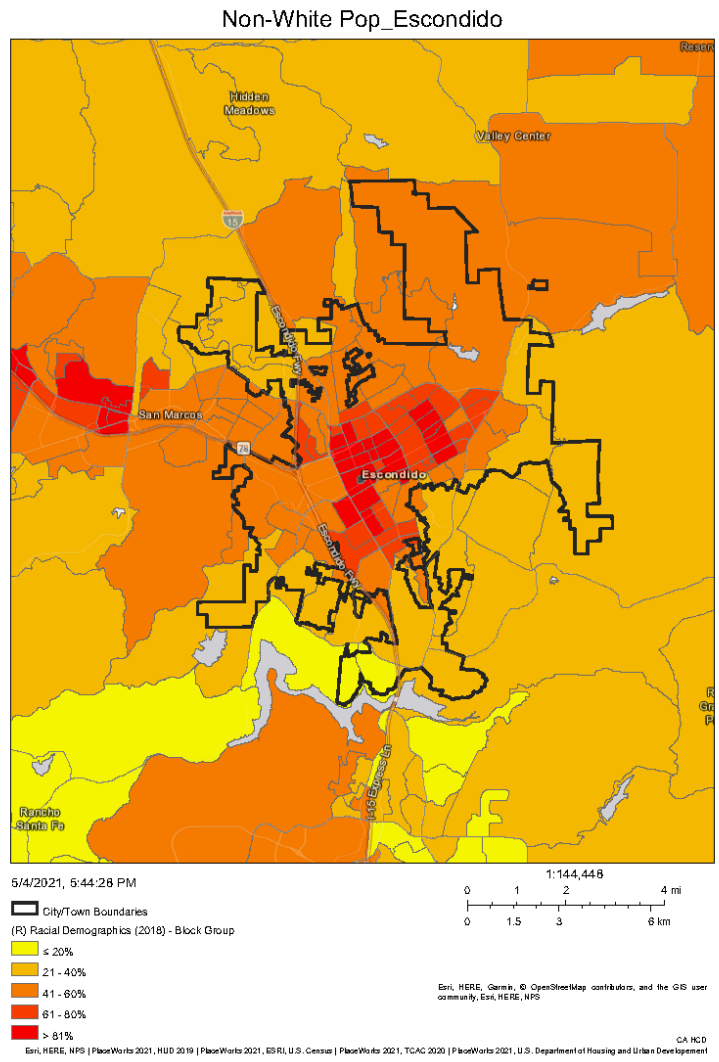 Non-White Pop_Escondido
Reserv
Hidden
Meadows
Valley Center
15
Escondido Fwy
San Marcos
78
Escondido
Escondido Fwy
R
Gr
P
I-15 Express Ln
Rancho
Santa Fe
5/4/2021, 5:44:28 PM
1:144,448
0 1 2 4 mi
0 1.5 3 6 km
City/Town Boundaries
(R) Racial Demographics (2018) - Block Group
≤ 20%
21 - 40%
41 - 60%
61 - 80%
> 81%
Esri, HERE, Garmin, © OpenStreetMap contributors, and the GIS user
community, Esri, HERE, NPS
CA HCD
Esri, HERE, NPS | PlaceWorks 2021, HUD 2019 | PlaceWorks 2021, ESRI, U.S. Census | PlaceWorks 2021, TCAC 2020 | PlaceWorks 2021, U.S. Department of Housing and Urban Developement